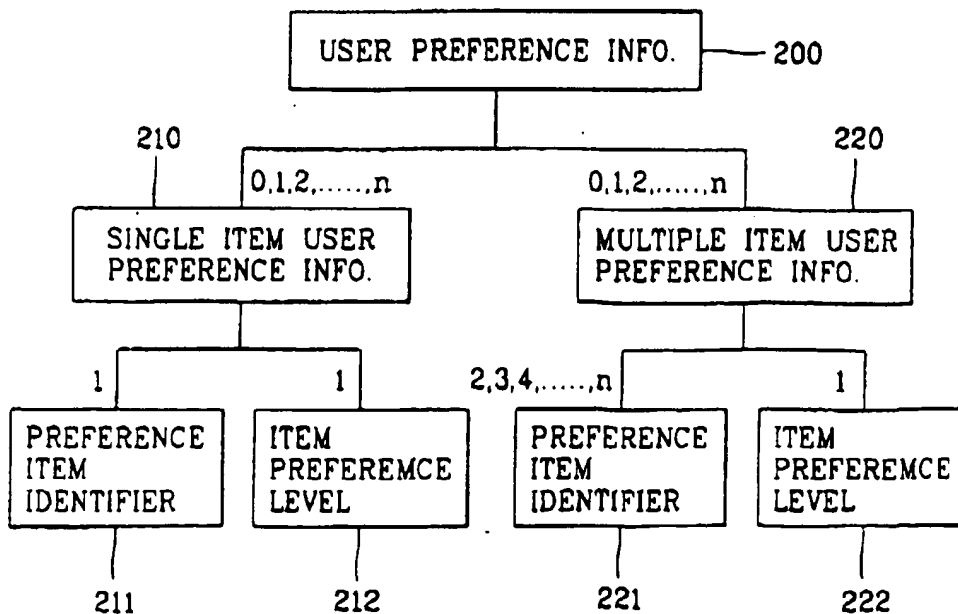 USER PREFERENCE INFO.
200
210
220
0,1,2,.....,n
0,1,2,.....,n
SINGLE ITEM USER
PREFERENCE INFO.
MULTIPLE ITEM USER
PREFERENCE INFO.
1
1
2,3,4,.....,n
1
PREFERENCE
ITEM
IDENTIFIER
ITEM
PREFEREMCE
LEVEL
PREFERENCE
ITEM
IDENTIFIER
ITEM
PREFEREMCE
LEVEL
211
212
221
222